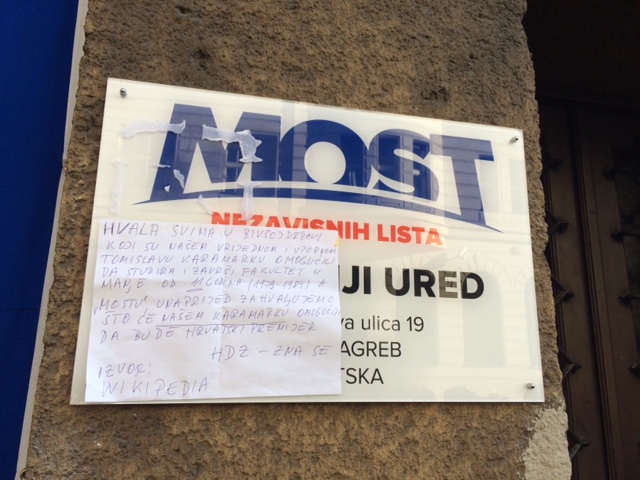 MOST
NEZAVISNIH LISTA
JI URED
va ulica 19
AGREB
TSKA
HVALA SVIMA U BIVŠOJ DRŽAVI
KOJI SU NAŠEM VRIJEDNOM I UPORNOM
TOMISLAVU KARAMARKU OMOGUĆILI
DA STUDIRA I ZAVRŠI FAKULTET U
MANJE OD GODINA (1979-1989) A
"MOSTU" UNAPRIJED ZAHVALJUJEMO
ŠTO ĆE NAŠEM KARAMARKU OMOGUĆITI
DA BUDE HRVATSKI PREMIJER
HDZ - ZNA SE
IZVOR:
WIKIPEDIA